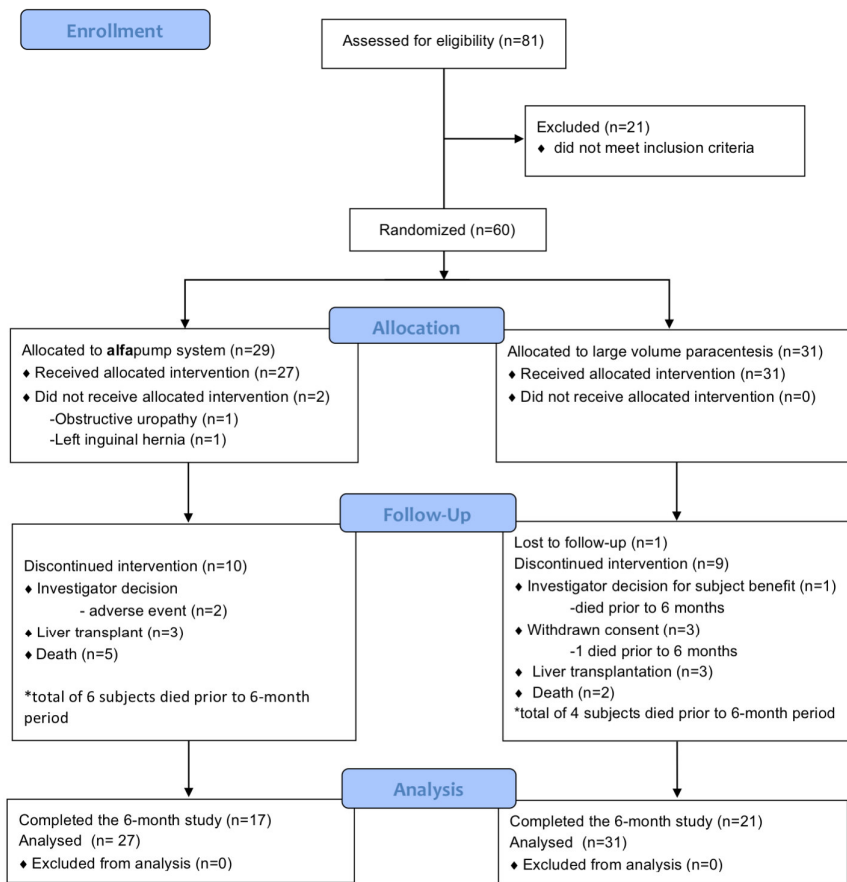 Enrollment
Assessed for eligibility (n=81)
Excluded (n=21)
♦ did not meet inclusion criteria
Randomized (n=60)
Allocation
Allocated to alfapump system (n=29)
♦ Received allocated intervention (n=27)
♦ Did not receive allocated intervention (n=2)
-Obstructive uropathy (n=1)
-Left inguinal hernia (n=1)
Allocated to large volume paracentesis (n=31)
♦ Received allocated intervention (n=31)
♦ Did not receive allocated intervention (n=0)
Follow-Up
Discontinued intervention (n=10)
♦ Investigator decision
- adverse event (n=2)
♦ Liver transplant (n=3)
♦ Death (n=5)
*total of 6 subjects died prior to 6-month
period
Lost to follow-up (n=1)
Discontinued intervention (n=9)
♦ Investigator decision for subject benefit (n=1)
-died prior to 6 months
♦ Withdrawn consent (n=3)
-1 died prior to 6 months
♦ Liver transplantation (n=3)
♦ Death (n=2)
*total of 4 subjects died prior to 6-month period
Analysis
Completed the 6-month study (n=17)
Analysed (n= 27)
♦ Excluded from analysis (n=0)
Completed the 6-month study (n=21)
Analysed (n=31)
♦ Excluded from analysis (n=0)